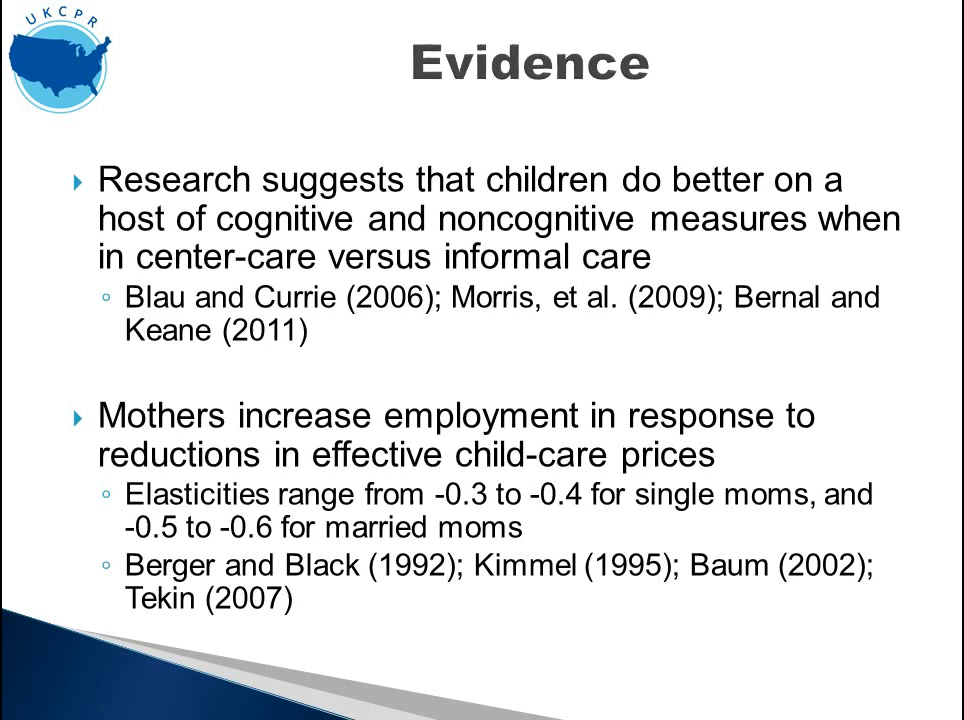 UKCPR
Evidence
Research suggests that children do better on a
host of cognitive and noncognitive measures when
in center-care versus informal care
Blau and Currie (2006); Morris, et al. (2009); Bernal and
Keane (2011)
Mothers increase employment in response to
reductions in effective child-care prices
Elasticities range from -0.3 to -0.4 for single moms, and
-0.5 to -0.6 for married moms
Berger and Black (1992); Kimmel (1995); Baum (2002);
Tekin (2007)